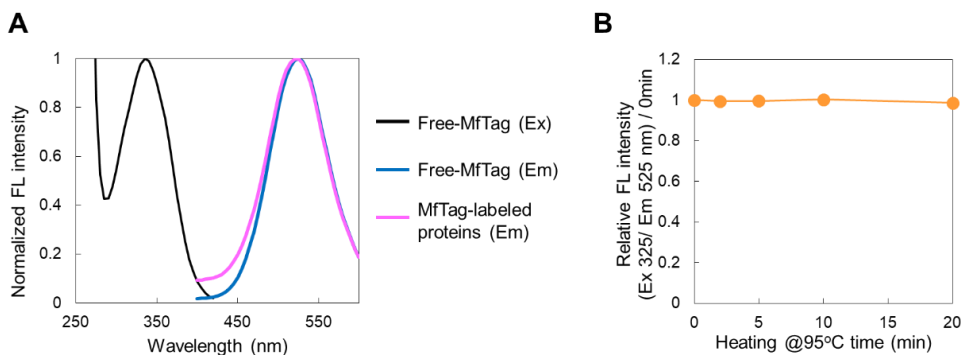 A
Normalized FL intensity
1
0.8
0.6
0.4
0.2
0
250
350
450
550
Wavelength (nm)
Free-MfTag (Ex)
Free-MfTag (Em)
MfTag-labeled
proteins (Em)
B
Relative FL intensity
(Ex 325/ Em 525 nm) / 0min
1.2
1
0.8
0.6
0.4
0.2
0
0
5
10
15
20
Heating @95°C time (min)